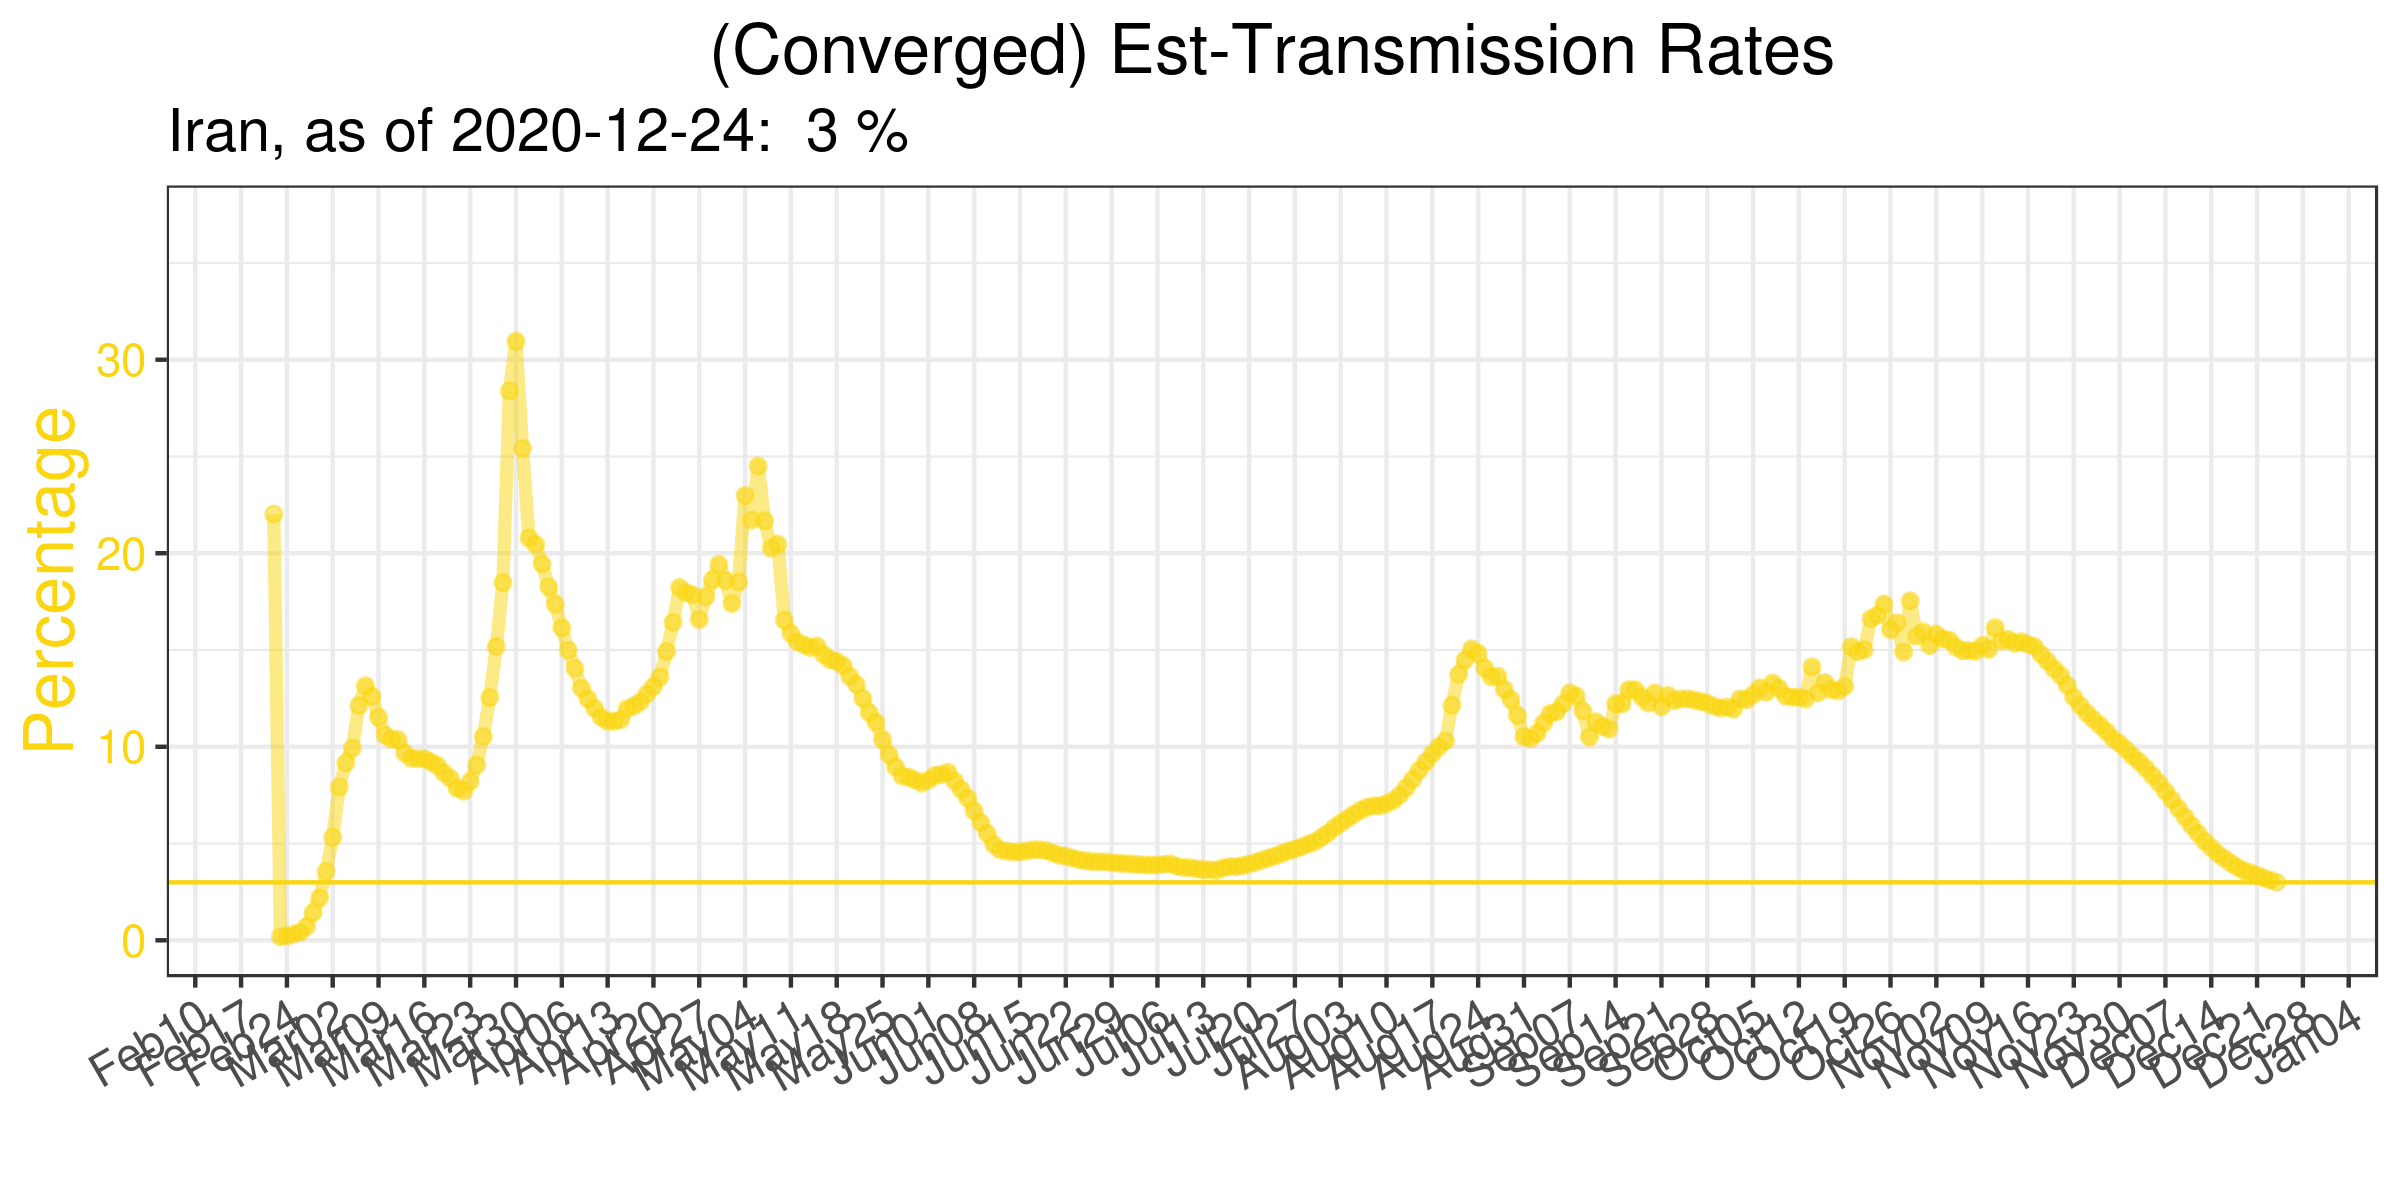 (Converged) Est-Transmission Rates
Iran, as of 2020-12-24:  3 %
Percentage
30
20
10
0
Feb10
Feb17
Feb24
Mar02
Mar09
Mar16
Mar23
Mar30
Apr06
Apr13
Apr20
Apr27
May04
May11
May18
May25
Jun01
Jun08
Jun15
Jun22
Jun29
Jul06
Jul13
Jul20
Jul27
Aug03
Aug10
Aug17
Aug24
Aug31
Sep07
Sep14
Sep21
Sep28
Oct05
Oct12
Oct19
Oct26
Nov02
Nov09
Nov16
Nov23
Nov30
Dec07
Dec14
Dec21
Dec28
Jan04